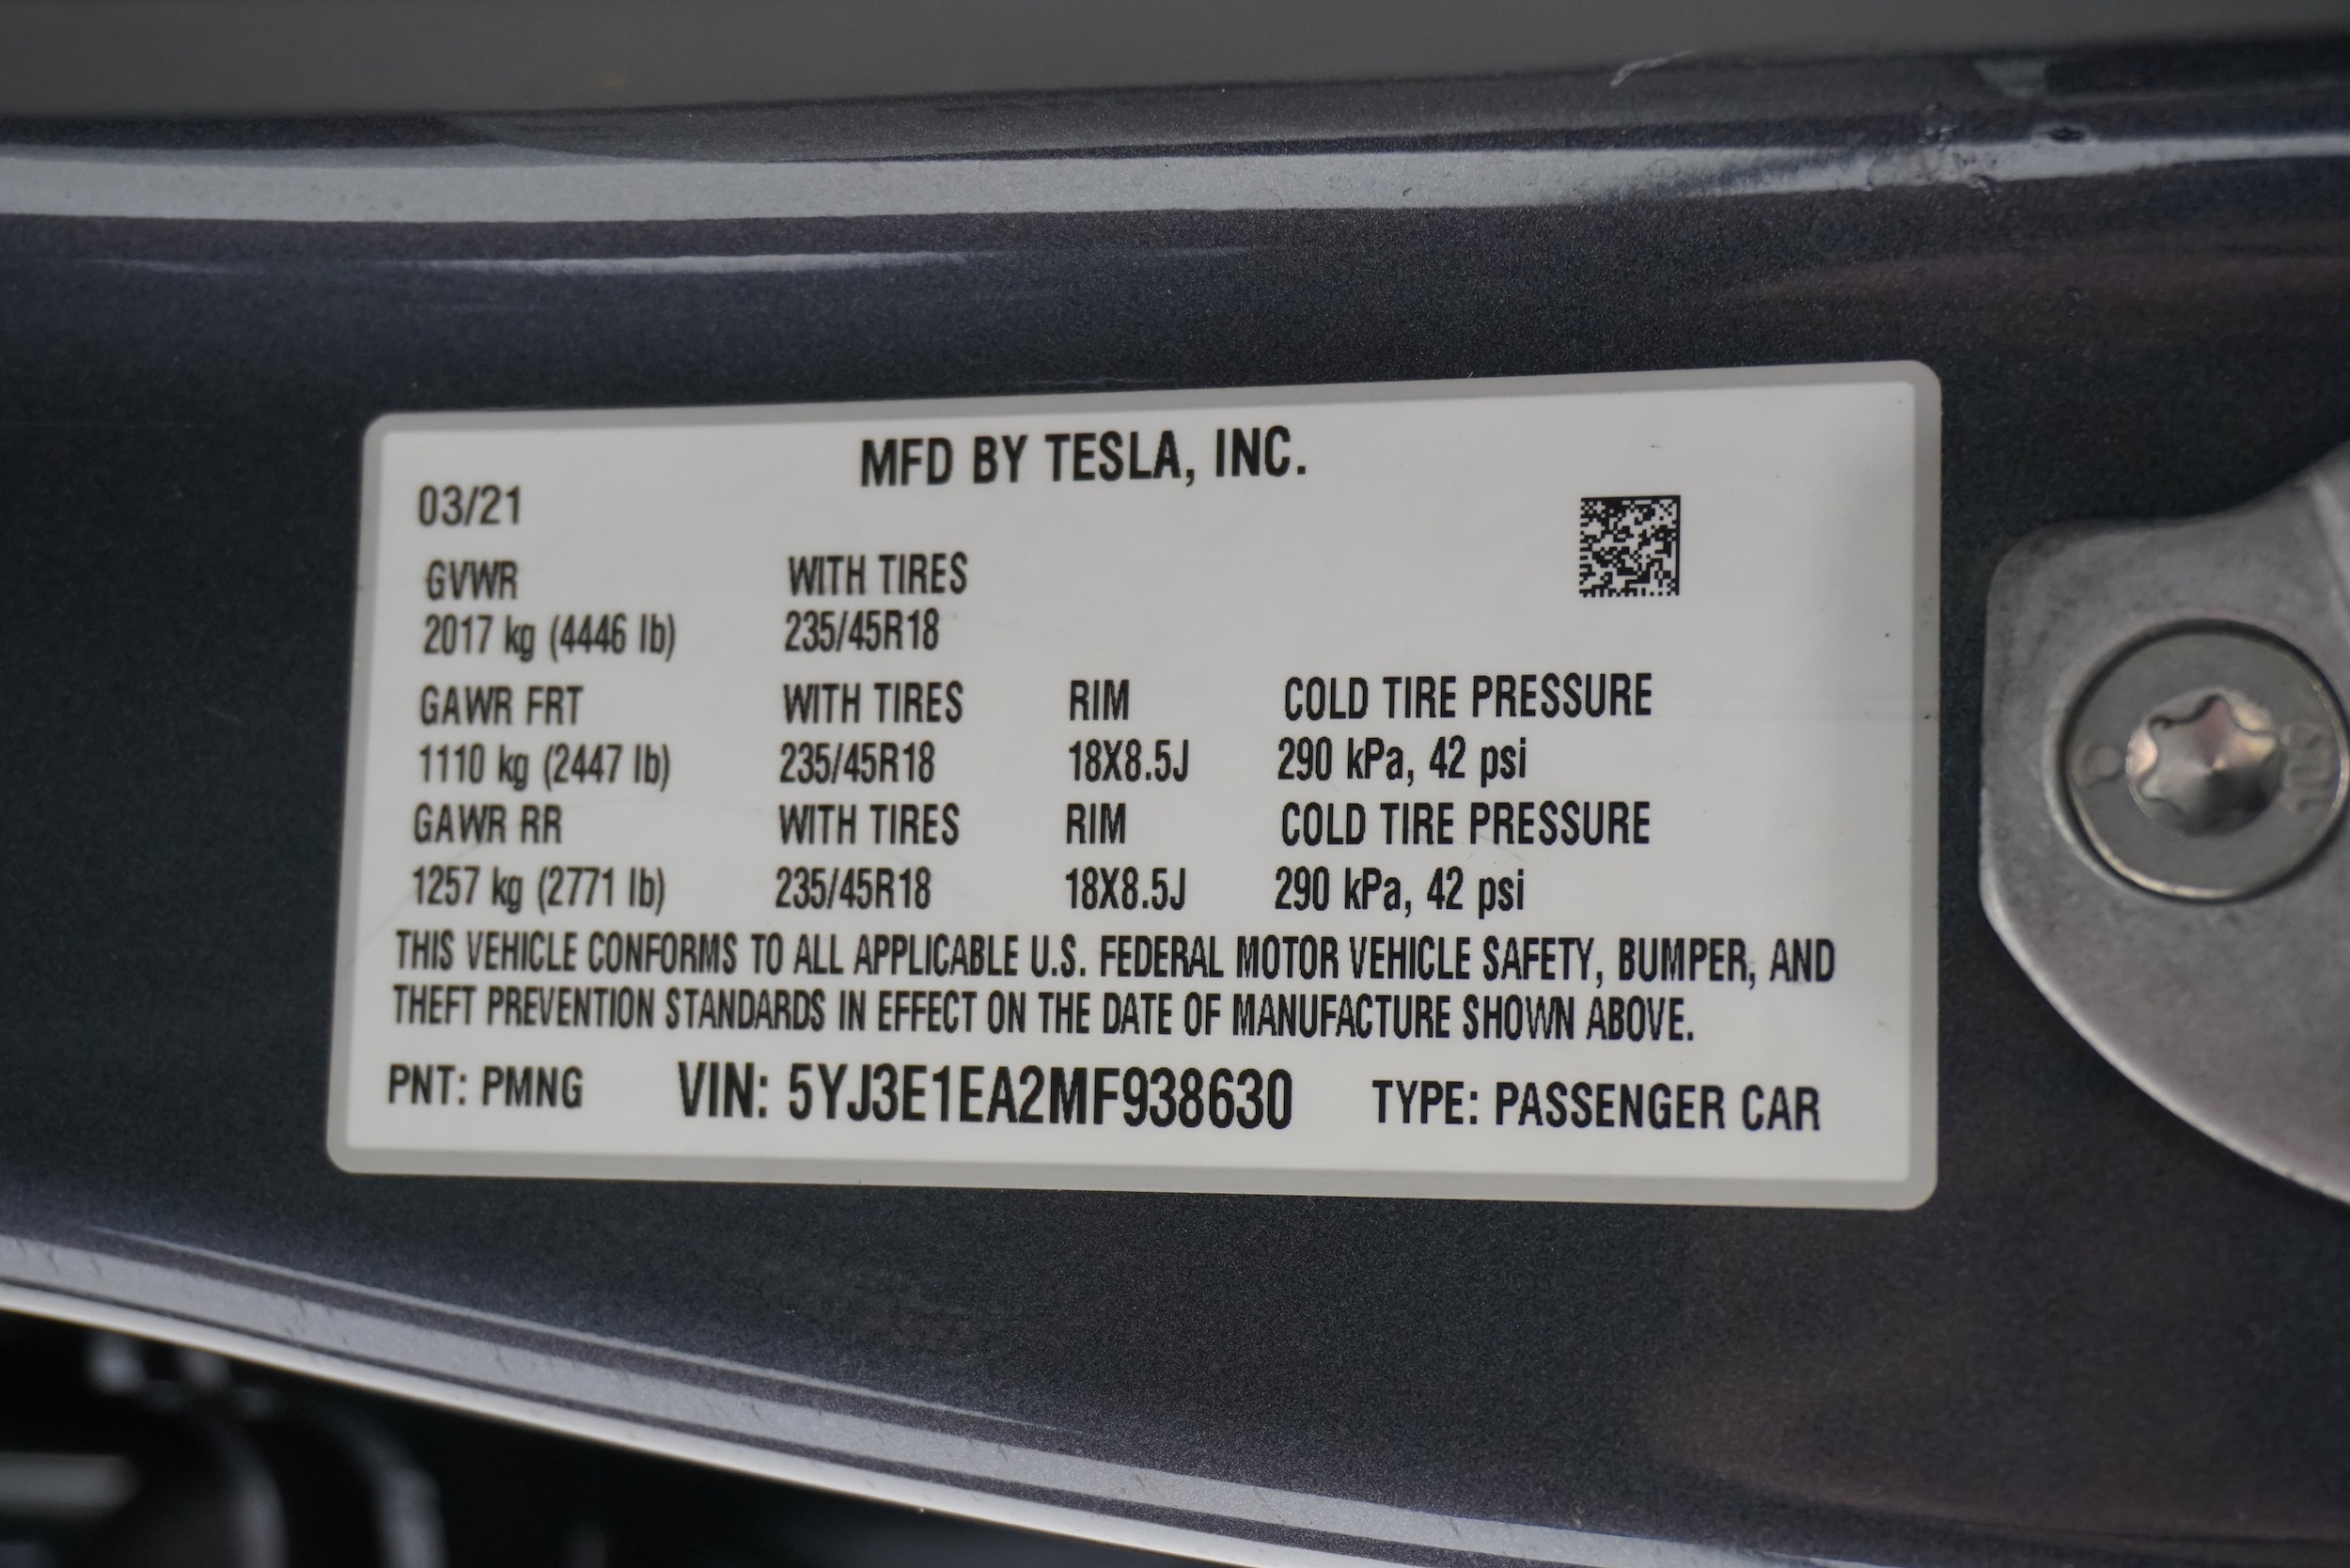 MFD BY TESLA, INC.
03/21
GVWR WITH TIRES
2017 kg (4446 lb) 235/45R18
GAWR FRT WITH TIRES RIM COLD TIRE PRESSURE
1110 kg (2447 lb) 235/45R18 18X8.5J 290 kPa, 42 psi
GAWR RR WITH TIRES RIM COLD TIRE PRESSURE
1257 kg (2771 lb) 235/45R18 18X8.5J 290 kPa, 42 psi
THIS VEHICLE CONFORMS TO ALL APPLICABLE U.S. FEDERAL MOTOR VEHICLE SAFETY, BUMPER, AND
THEFT PREVENTION STANDARDS IN EFFECT ON THE DATE OF MANUFACTURE SHOWN ABOVE.
PNT: PMNG VIN: 5YJ3E1EA2MF938630 TYPE: PASSENGER CAR